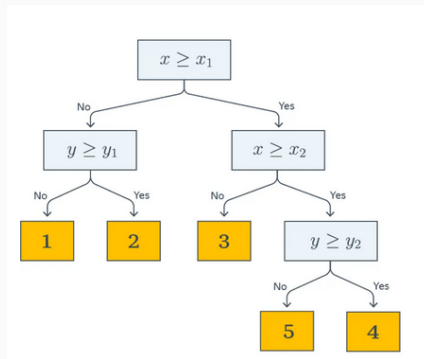 x ≥ x₁
No Yes
y ≥ y₁ x ≥ x₂
No Yes No Yes
1 2 3 y ≥ y₂
No Yes
5 4